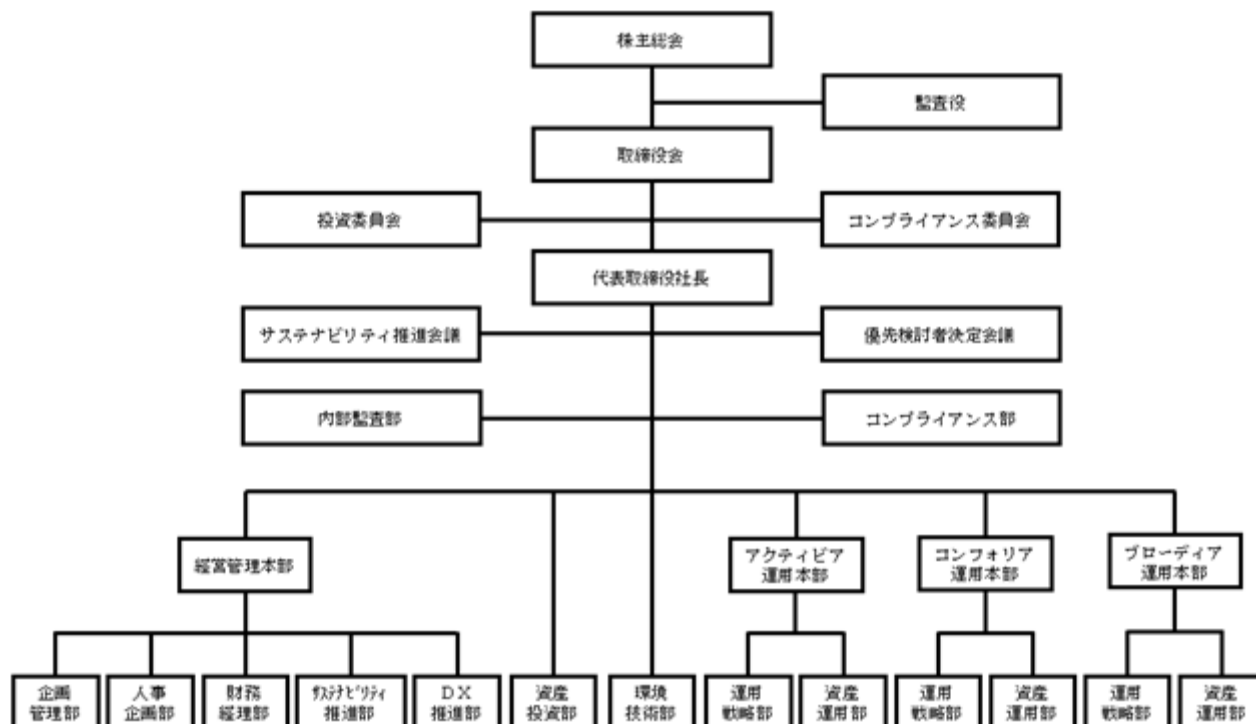 株主総会
監査役
取締役会
投資委員会
コンプライアンス委員会
代表取締役社長
サステナビリティ推進会議
優先検討者決定会議
内部監査部
コンプライアンス部
経営管理本部
アクティビア
運用本部
コンフォリア
運用本部
ブローディア
運用本部
企画
管理部
人事
企画部
財務
経理部
ｻｽﾃﾅﾋﾞﾘﾃｨ
推進部
ＤＸ
推進部
資産
投資部
環境
技術部
運用
戦略部
資産
運用部
運用
戦略部
資産
運用部
運用
戦略部
資産
運用部